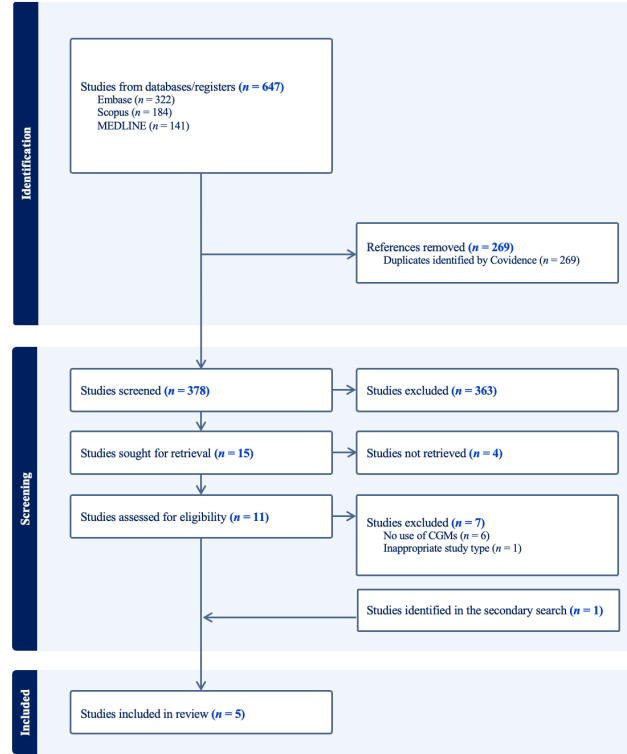 Identification
Studies from databases/registers (n = 647)
Embase (n = 322)
Scopus (n = 184)
MEDLINE (n = 141)
References removed (n = 269)
Duplicates identified by Covidence (n = 269)
Screening
Studies screened (n = 378)
Studies excluded (n = 363)
Studies sought for retrieval (n = 15)
Studies not retrieved (n = 4)
Studies assessed for eligibility (n = 11)
Studies excluded (n = 7)
No use of CGMs (n = 6)
Inappropriate study type (n = 1)
Studies identified in the secondary search (n = 1)
Included
Studies included in review (n = 5)